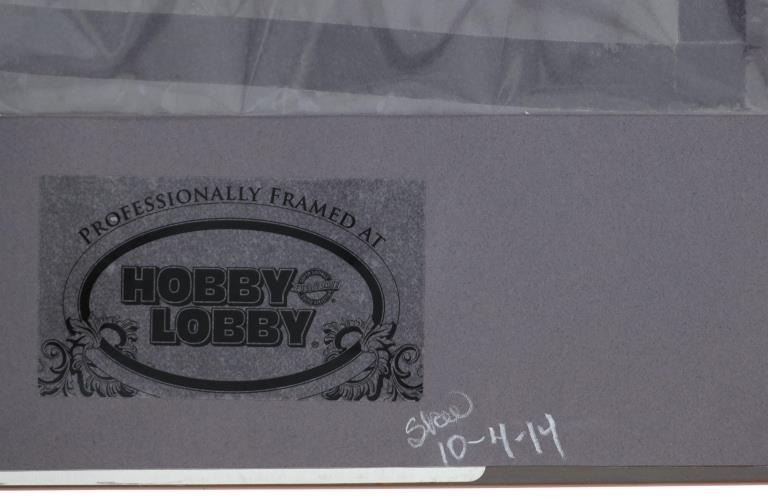 PROFESSIONALLY FRAMED AT
HOBBY
LOBBY®
10-4-14